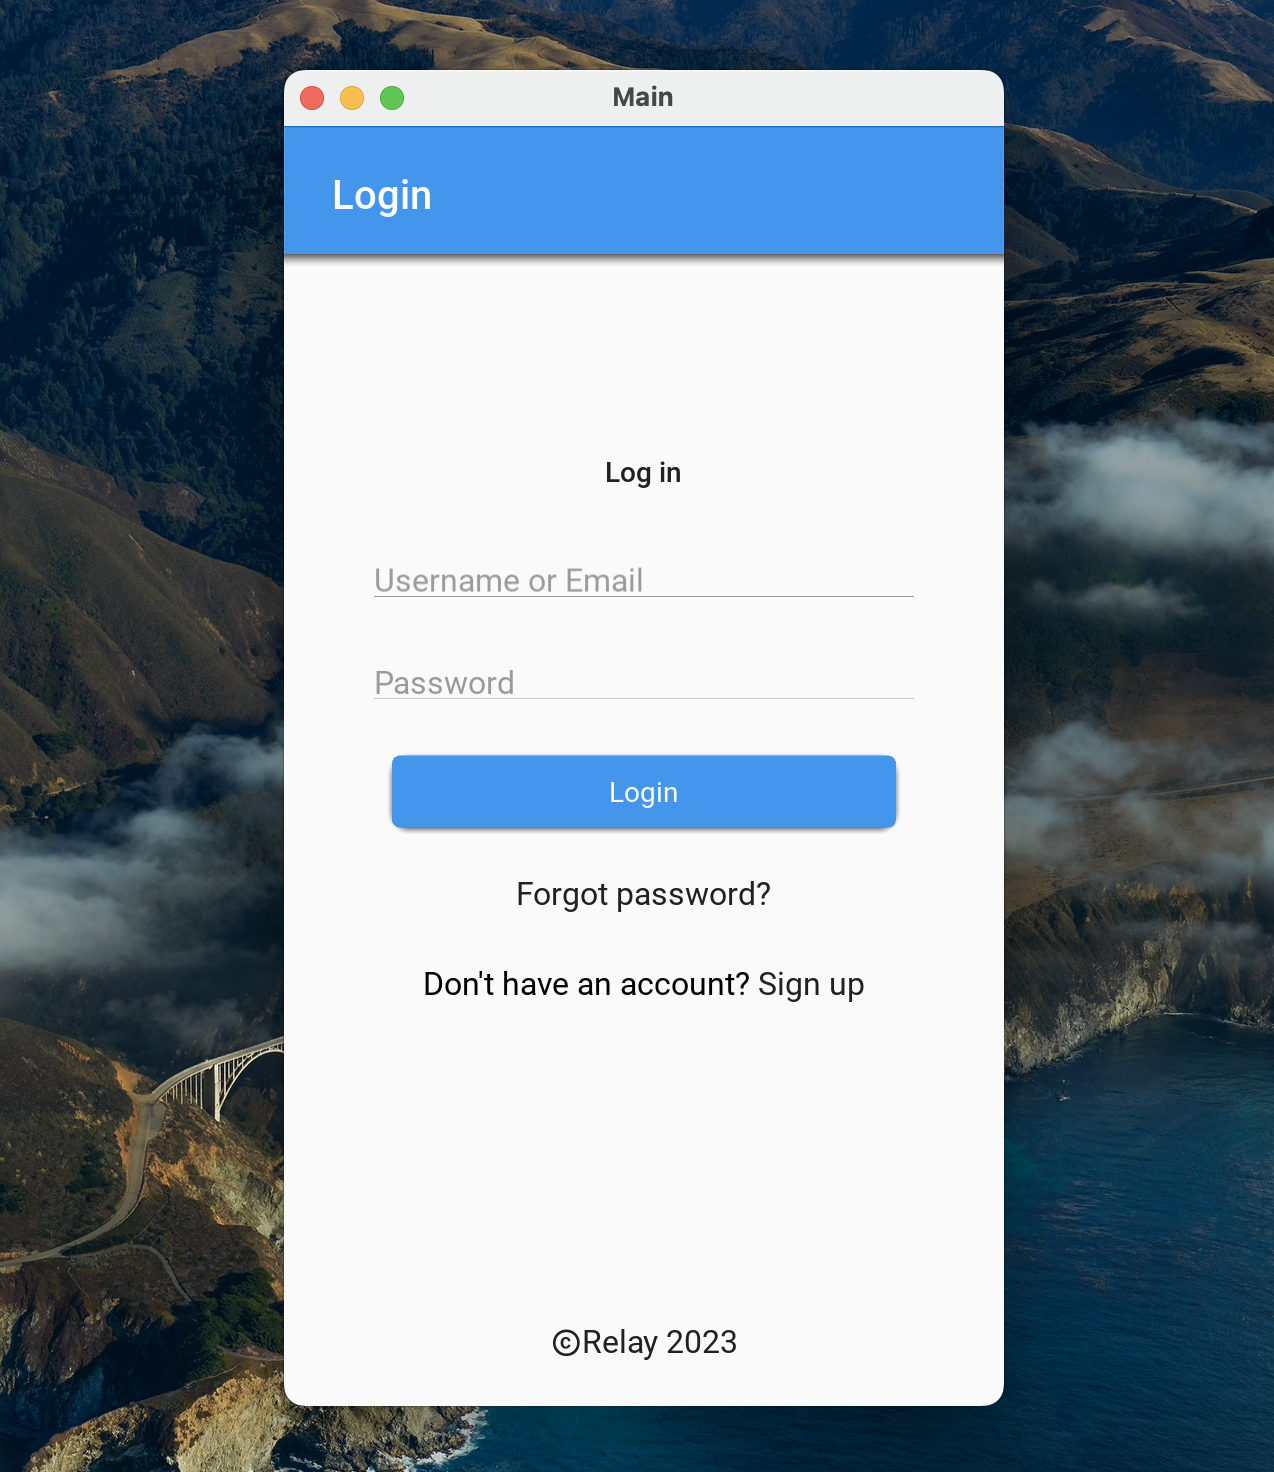 Main
Login
Log in
Username or Email
Password
Login
Forgot password?
Don't have an account? Sign up
©Relay 2023